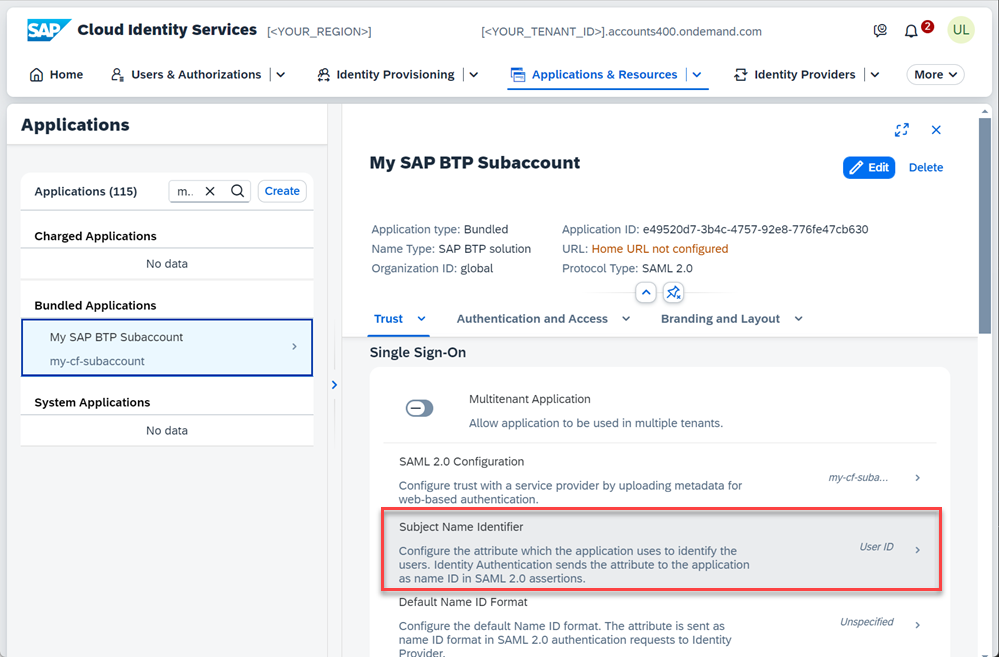 SAP Cloud Identity Services [<YOUR_REGION>] [<YOUR_TENANT_ID>].accounts400.ondemand.com 2 UL
Home Users & Authorizations Identity Provisioning Applications & Resources Identity Providers More
Applications
Applications (115) m.. Create
Charged Applications
No data
Bundled Applications
My SAP BTP Subaccount
my-cf-subaccount
System Applications
No data
My SAP BTP Subaccount
Edit Delete
Application type: Bundled Application ID: e49520d7-3b4c-4757-92e8-776fe47cb630
Name Type: SAP BTP solution URL: Home URL not configured
Organization ID: global Protocol Type: SAML 2.0
Trust Authentication and Access Branding and Layout
Single Sign-On
Multitenant Application
Allow application to be used in multiple tenants.
SAML 2.0 Configuration
Configure trust with a service provider by uploading metadata for
web-based authentication.
my-cf-suba...
Subject Name Identifier
Configure the attribute which the application uses to identify the
users. Identity Authentication sends the attribute to the application
as name ID in SAML 2.0 assertions.
User ID
Default Name ID Format
Configure the default Name ID format. The attribute is sent as
name ID format in SAML 2.0 authentication requests to Identity
Provider.
Unspecified